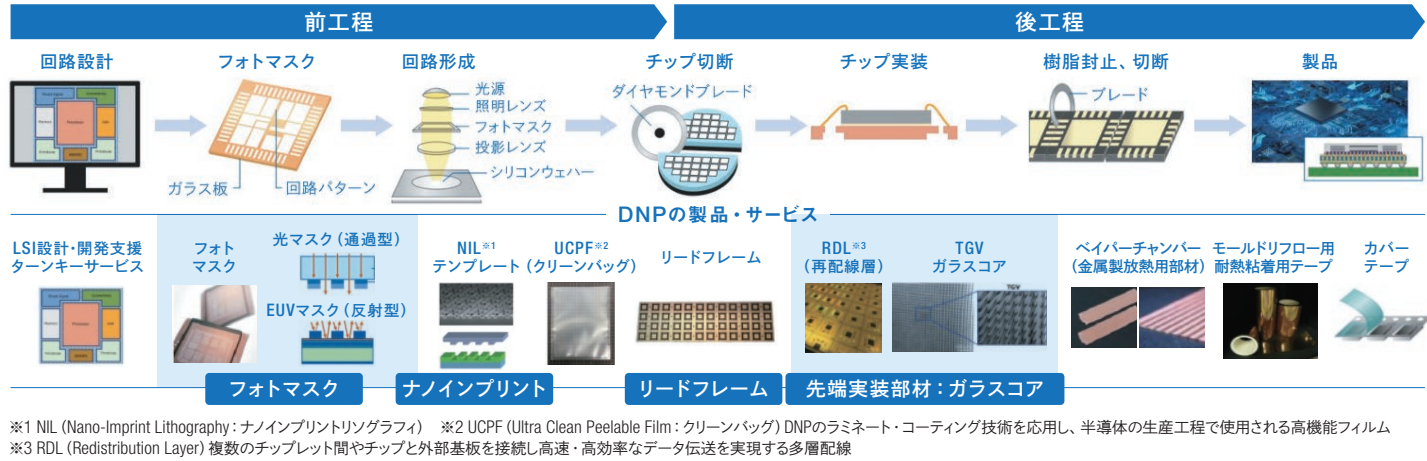 前工程
後工程
回路設計
フォトマスク
回路形成
チップ切断
チップ実装
樹脂封止、切断
製品
ガラス板
回路パターン
光源
照明レンズ
フォトマスク
投影レンズ
シリコンウェハー
ダイヤモンドブレード
ブレード
DNPの製品・サービス
LSI設計・開発支援
ターンキーサービス
フォト
マスク
光マスク（通過型）
EUVマスク（反射型）
NIL※1
テンプレート
UCPF※2
（クリーンバッグ）
リードフレーム
RDL※3
（再配線層）
TGV
ガラスコア
TGV
ベイパーチャンバー
（金属製放熱用部材）
モールドリフロー用
耐熱粘着用テープ
カバー
テープ
フォトマスク
ナノインプリント
リードフレーム
先端実装部材：ガラスコア
※1 NIL（Nano-Imprint Lithography：ナノインプリントリソグラフィ） ※2 UCPF（Ultra Clean Peelable Film：クリーンバッグ）DNPのラミネート・コーティング技術を応用し、半導体の生産工程で使用される高機能フィルム
※3 RDL（Redistribution Layer）複数のチップレット間やチップと外部基板を接続し高速・高効率なデータ伝送を実現する多層配線